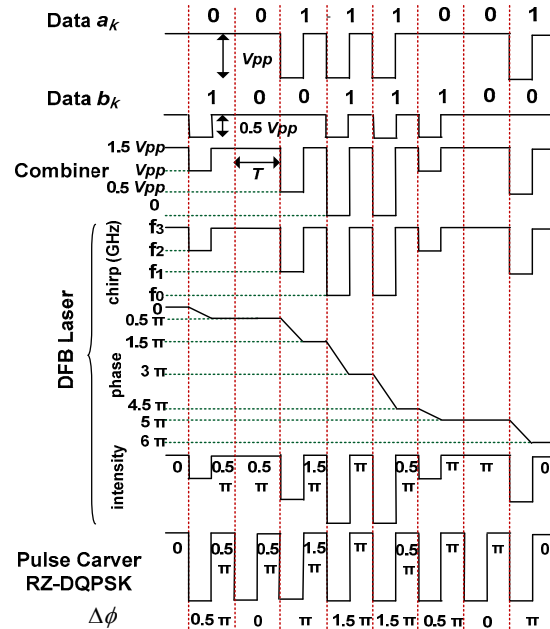 Data aₖ 0 0 1 1 1 0 0 1
Vpp
Data bₖ 1 0 0 1 1 1 0 0
0.5 Vpp
1.5 Vpp
Combiner
Vpp
T
0.5 Vpp
0
DFB Laser
chirp (GHz)
f₃
f₂
f₁
f₀
phase
0
0.5 π
1.5 π
3 π
4.5 π
5 π
6 π
intensity
0 0.5 π 0.5 π 1.5 π π 0.5 π π π 0
Pulse Carver
RZ-DQPSK
0 0.5 π 0.5 π 1.5 π π 0.5 π π π 0
Δϕ 0.5 π 0 π 1.5 π 1.5 π 0.5 π 0 π